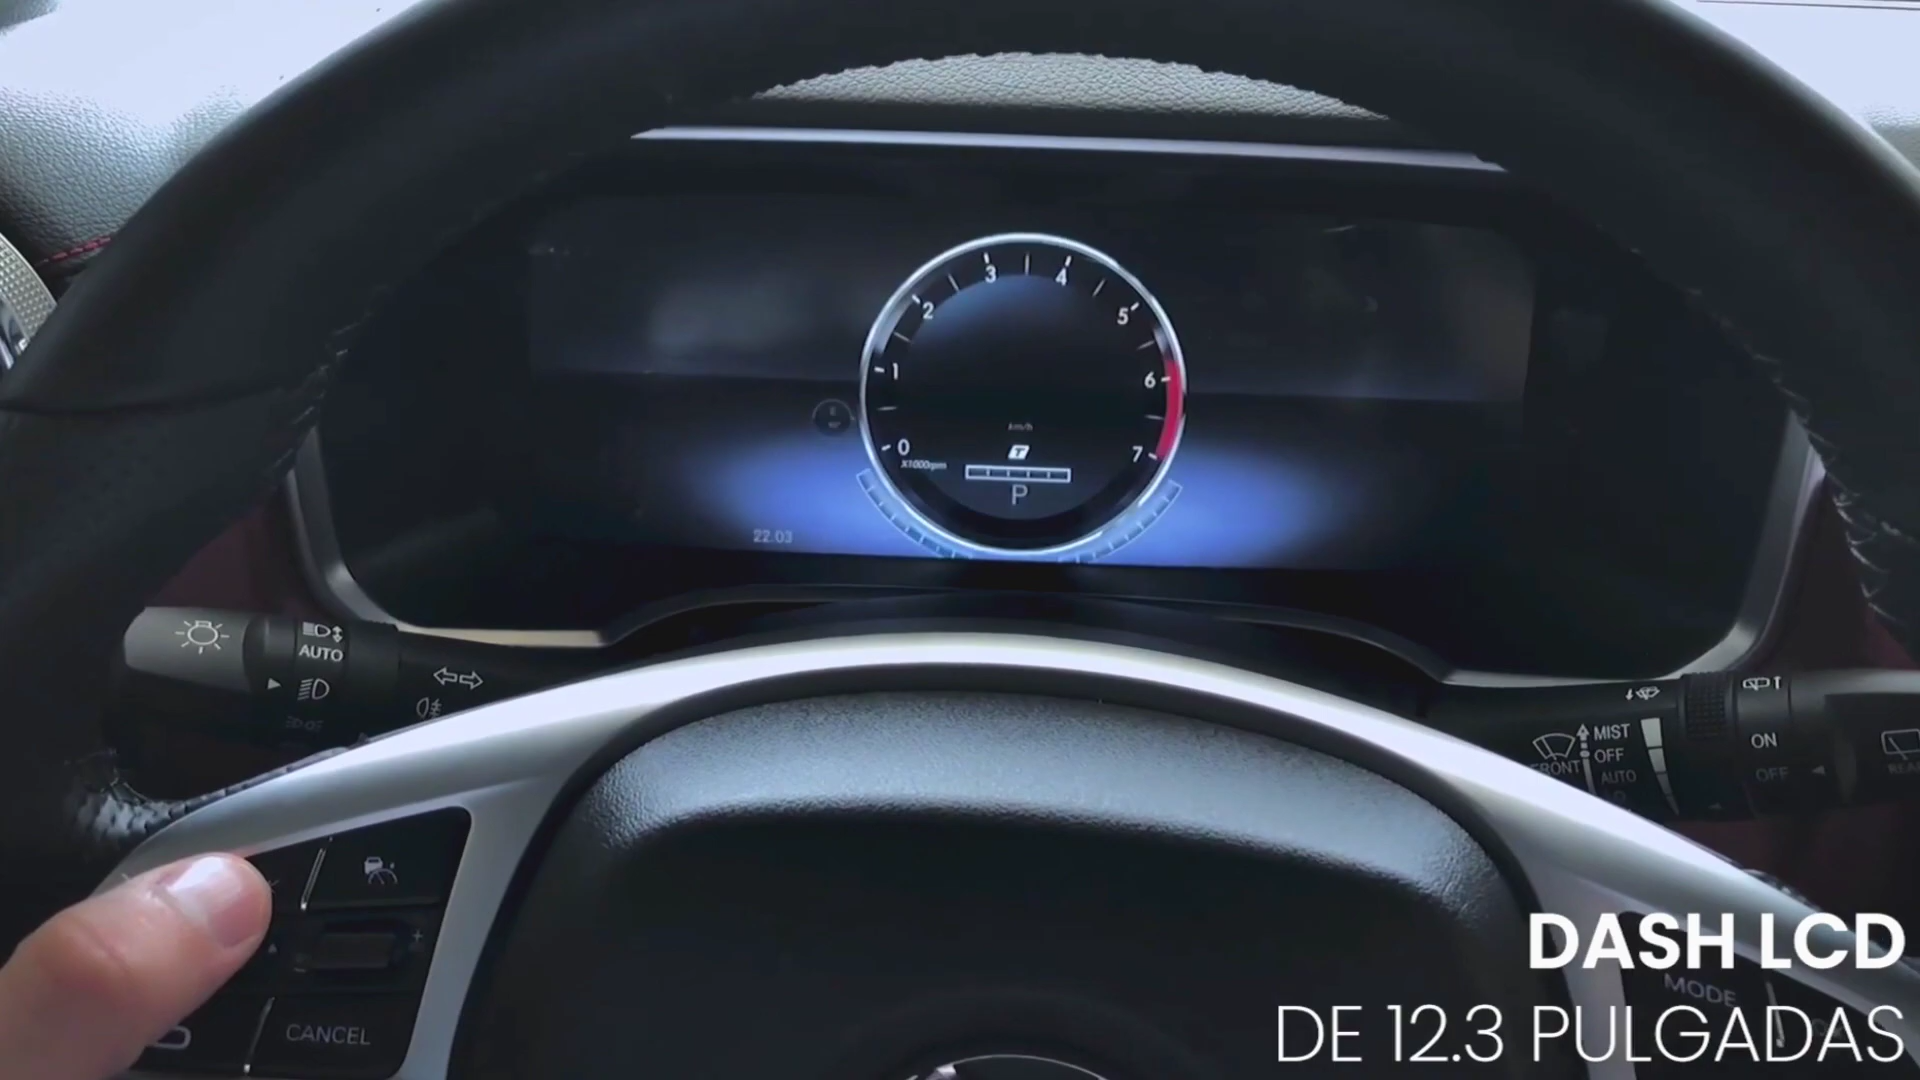 3 4
2 5
1 6
km/h
0 7
x1000rpm
T
P
22.03
AUTO
MIST
OFF
FRONT
AUTO
ON
OFF
CANCEL
MODE
DASH LCD
DE 12.3 PULGADAS